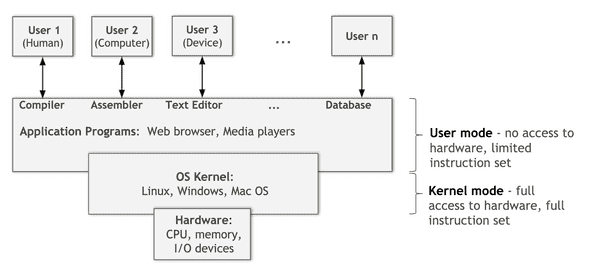 User 1
(Human)
User 2
(Computer)
User 3
(Device)
...
User n
Compiler
Assembler
Text Editor
...
Database
Application Programs: Web browser, Media players
User mode - no access to
hardware, limited
instruction set
OS Kernel:
Linux, Windows, Mac OS
Kernel mode - full
access to hardware, full
instruction set
Hardware:
CPU, memory,
I/O devices